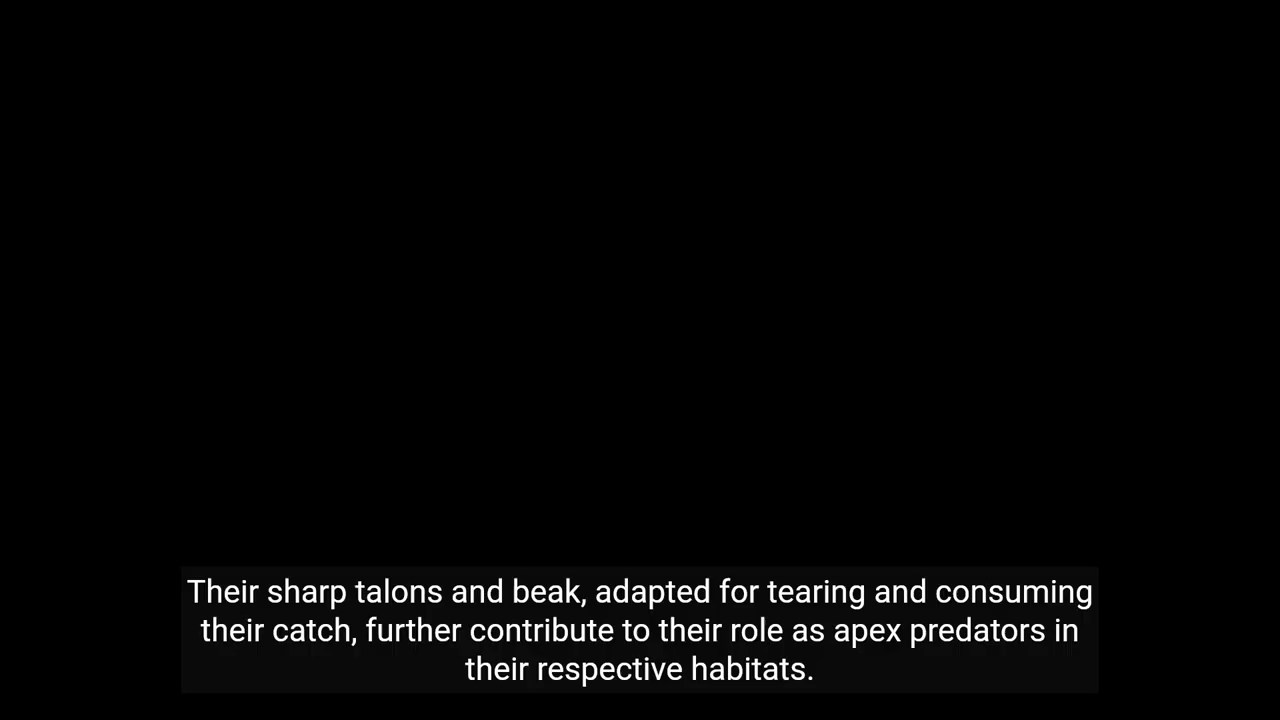 Their sharp talons and beak, adapted for tearing and consuming
their catch, further contribute to their role as apex predators in
their respective habitats.